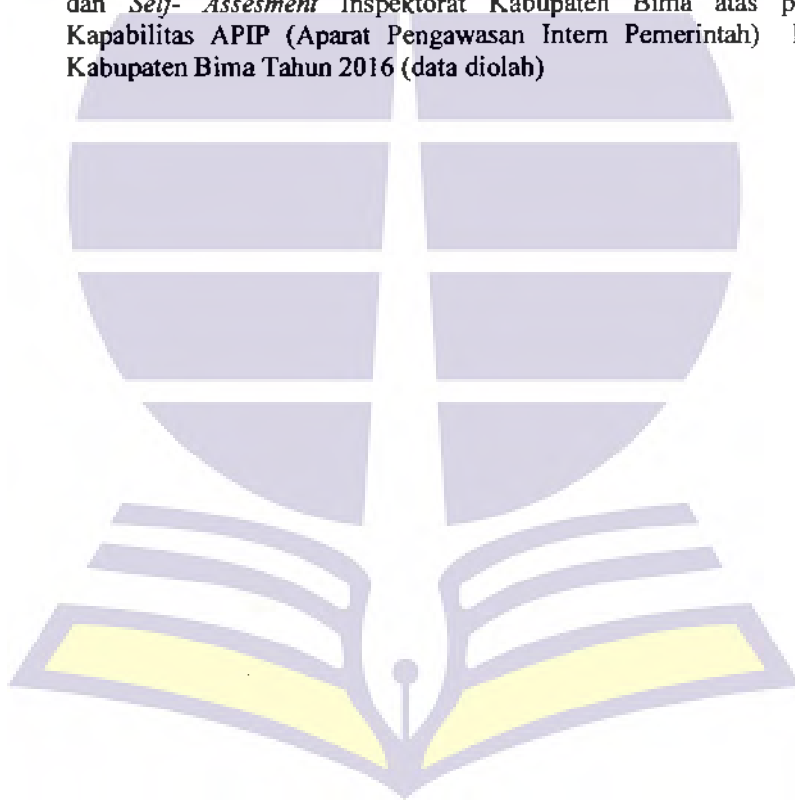 dan Self- Assesment Inspektorat Kabupaten Bima atas
Kapabilitas APIP (Aparat Pengawasan Intern Pemerintah)
Kabupaten Bima Tahun 2016 (data diolah)